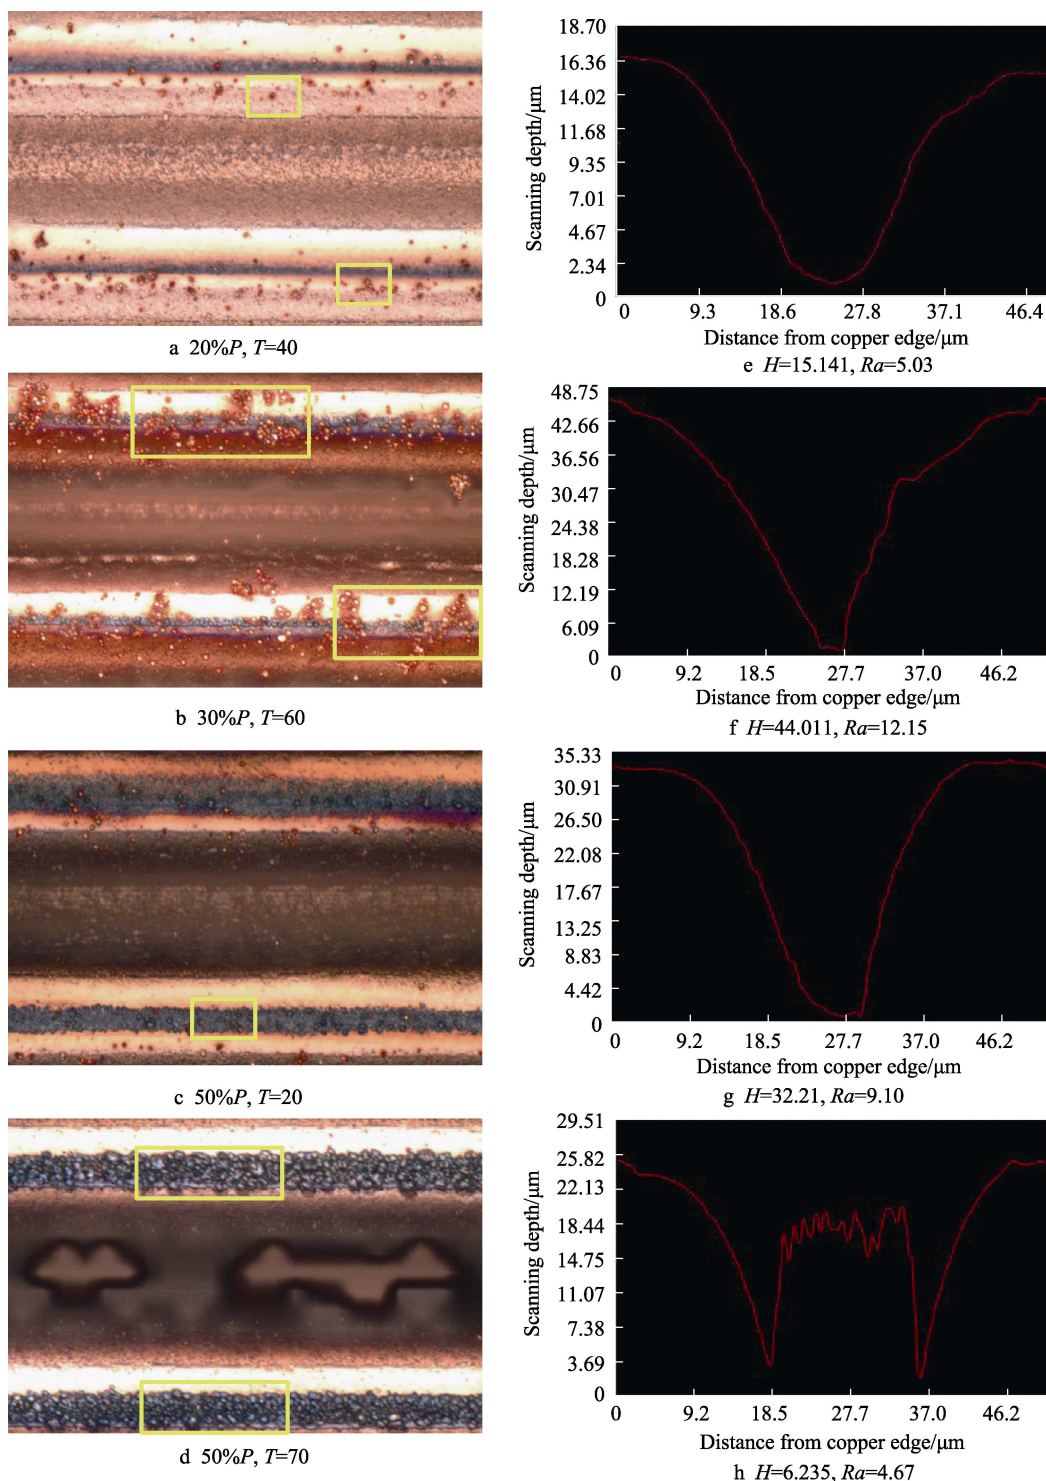 a 20%P, T=40
18.70
16.36
14.02
11.68
9.35
7.01
4.67
2.34
0
Scanning depth/μm
0 9.3 18.6 27.8 37.1 46.4
Distance from copper edge/μm
e H=15.141, Ra=5.03
b 30%P, T=60
48.75
42.66
36.56
30.47
24.38
18.28
12.19
6.09
0
Scanning depth/μm
0 9.2 18.5 27.7 37.0 46.2
Distance from copper edge/μm
f H=44.011, Ra=12.15
c 50%P, T=20
35.33
30.91
26.50
22.08
17.67
13.25
8.83
4.42
0
Scanning depth/μm
0 9.2 18.5 27.7 37.0 46.2
Distance from copper edge/μm
g H=32.21, Ra=9.10
d 50%P, T=70
29.51
25.82
22.13
18.44
14.75
11.07
7.38
3.69
0
Scanning depth/μm
0 9.2 18.5 27.7 37.0 46.2
Distance from copper edge/μm
h H=6.235, Ra=4.67